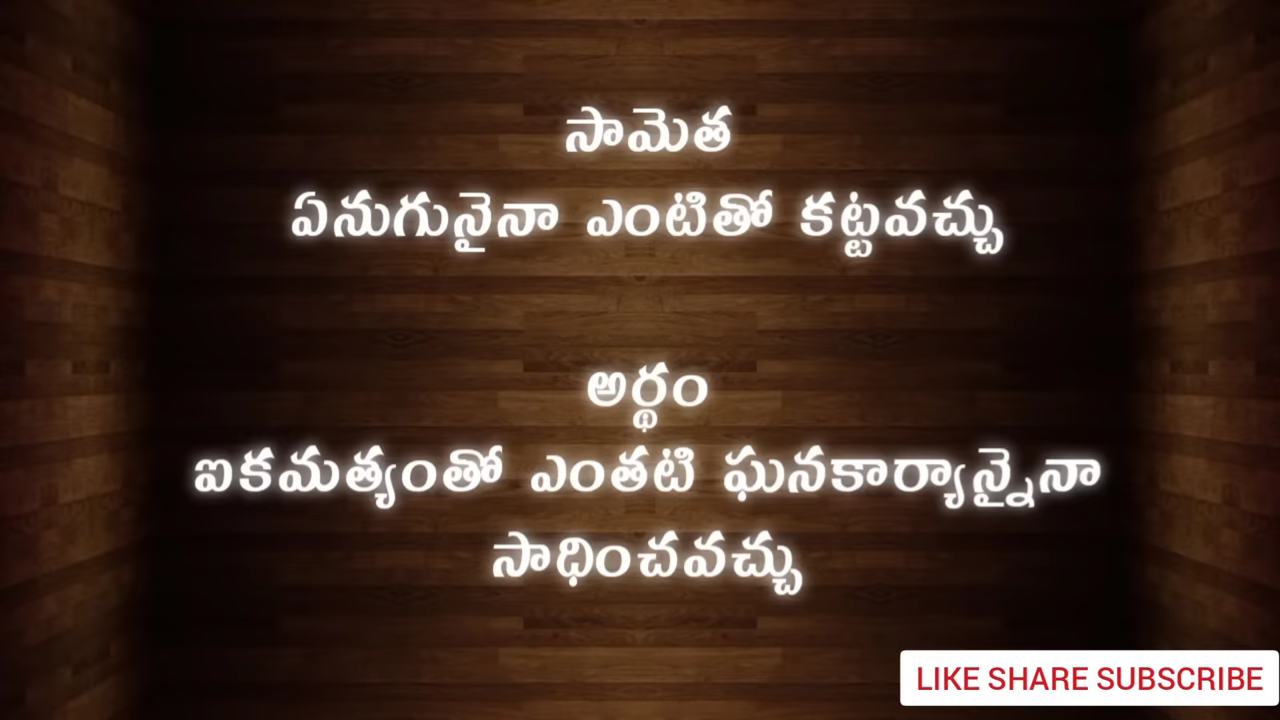 సామెత
ఏనుగునైనా ఎంటితో కట్టవచ్చు
అర్థం
ఐకమత్యంతో ఎంతటి ఘనకార్యాన్నైనా
సాధించవచ్చు
LIKE SHARE SUBSCRIBE